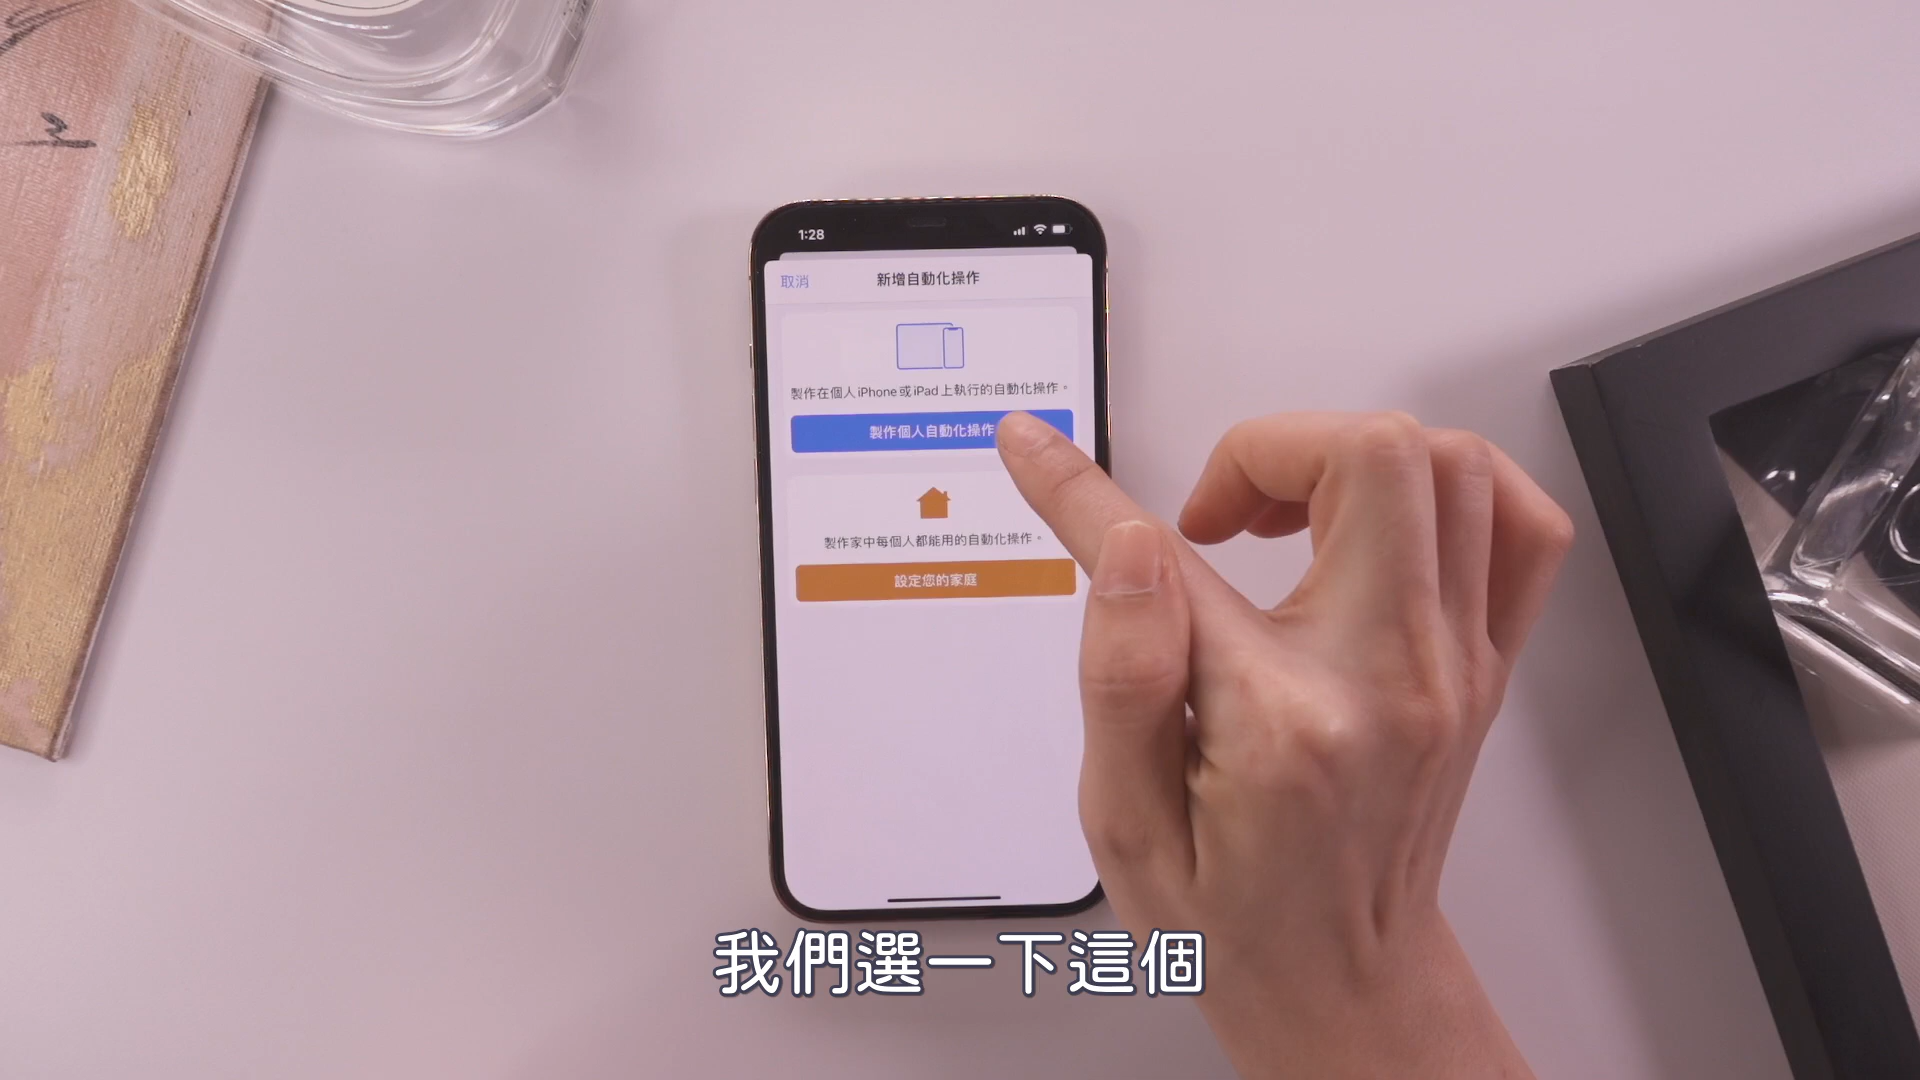 1:28
取消
新增自動化操作
製作在個人iPhone或iPad上執行的自動化操作。
製作個人自動化操作
製作家中每個人都能用的自動化操作。
設定您的家庭
我們選一下這個